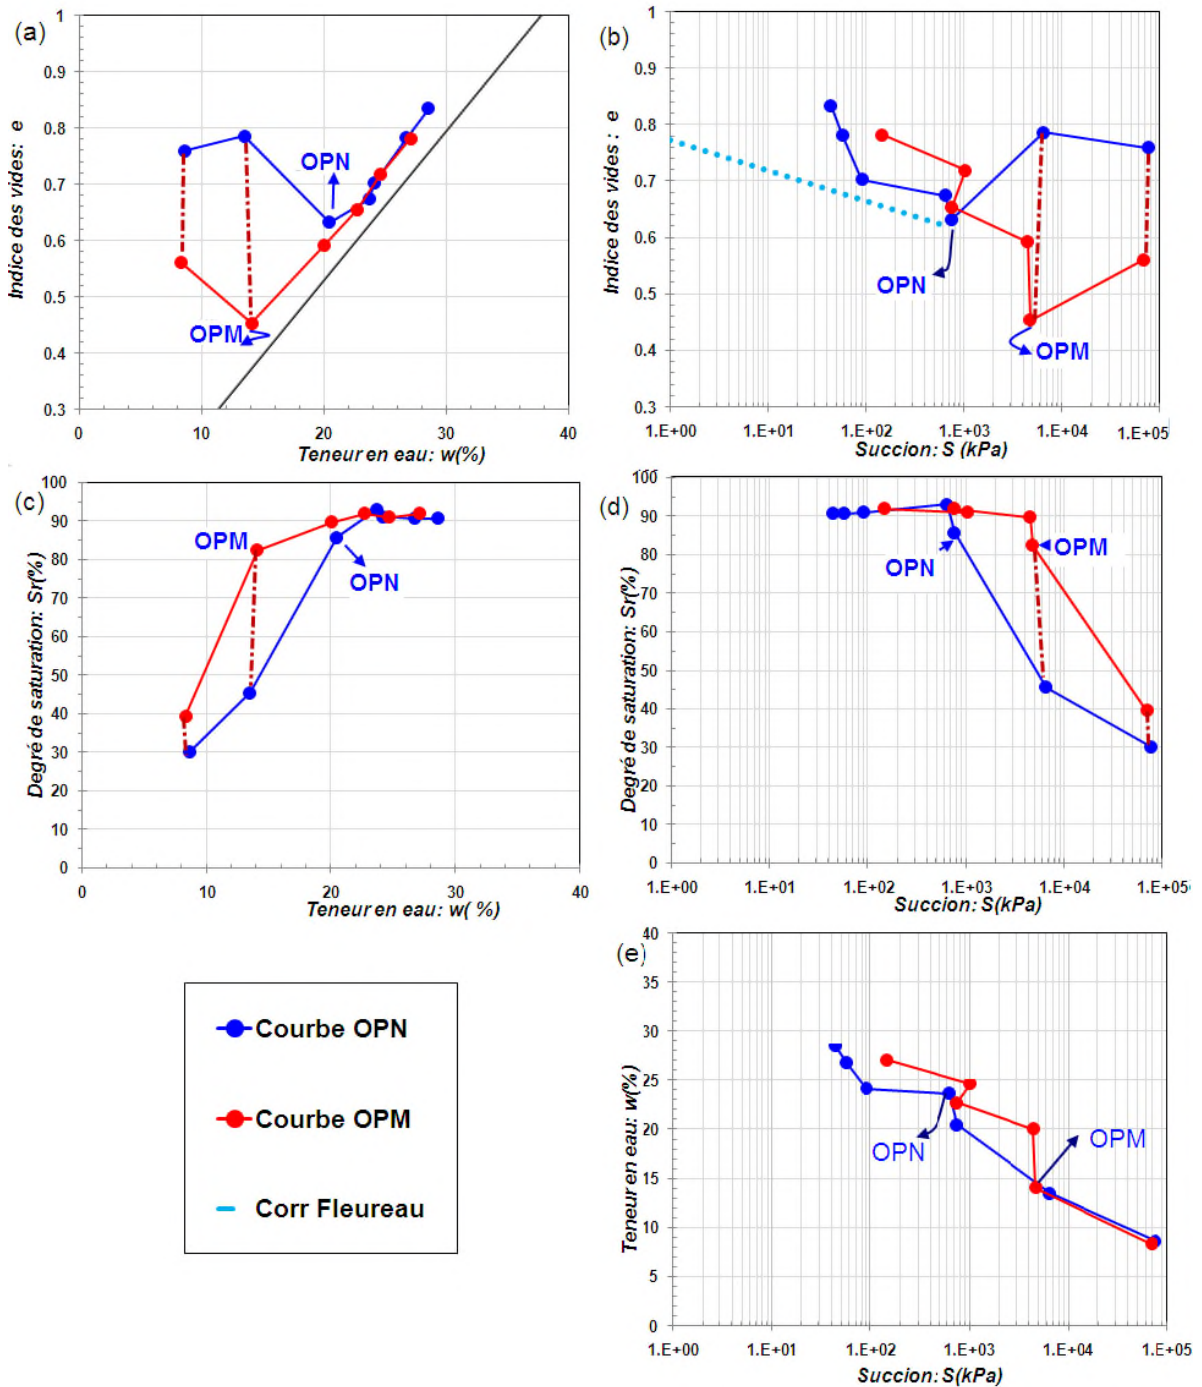 (a)
1
0.9
0.8
0.7
0.6
0.5
0.4
0.3
Indice des vides: e
OPN
OPM
0
10
20
30
40
Teneur en eau: w(%)
(b)
1
0.9
0.8
0.7
0.6
0.5
0.4
0.3
Indice des vides : e
OPN
OPM
1.E+00
1.E+01
1.E+02
1.E+03
1.E+04
1.E+05
Succion: S (kPa)
(c)
100
90
80
70
60
50
40
30
20
10
0
Degré de saturation: Sr(%)
OPM
OPN
0
10
20
30
40
Teneur en eau: w( %)
(d)
100
90
80
70
60
50
40
30
20
10
0
Degré de saturation: Sr(%)
OPN
OPM
1.E+00
1.E+01
1.E+02
1.E+03
1.E+04
1.E+05
Succion: S(kPa)
(e)
40
35
30
25
20
15
10
5
0
Teneur en eau: w(%)
OPN
OPM
1.E+00
1.E+01
1.E+02
1.E+03
1.E+04
1.E+05
Succion: S(kPa)
Courbe OPN
Courbe OPM
Corr Fleureau